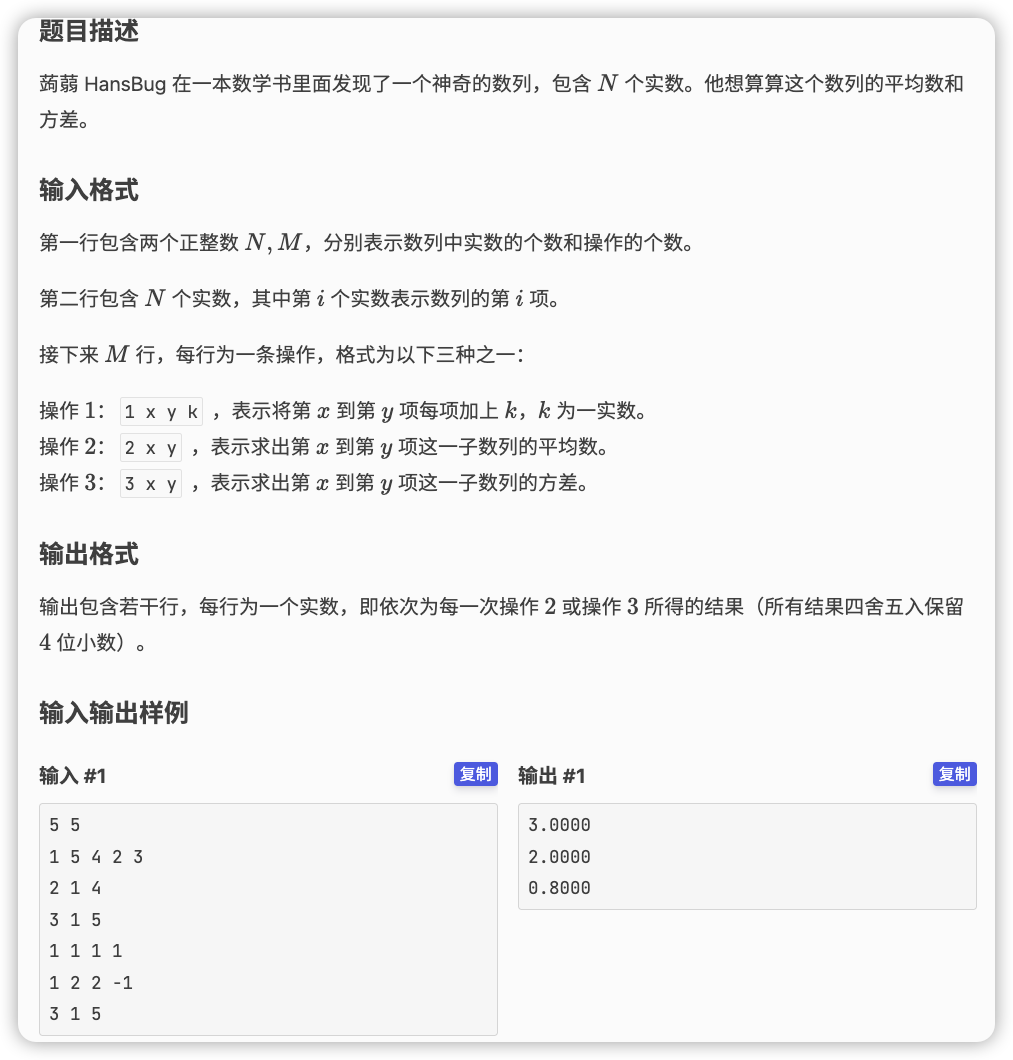 题目描述
蒟蒻 HansBug 在一本数学书里面发现了一个神奇的数列，包含 N 个实数。他想算算这个数列的平均数和
方差。
输入格式
第一行包含两个正整数 N, M，分别表示数列中实数的个数和操作的个数。
第二行包含 N 个实数，其中第 i 个实数表示数列的第 i 项。
接下来 M 行，每行为一条操作，格式为以下三种之一：
操作 1： 1 x y k ，表示将第 x 到第 y 项每项加上 k，k 为一实数。
操作 2： 2 x y ，表示求出第 x 到第 y 项这一子数列的平均数。
操作 3： 3 x y ，表示求出第 x 到第 y 项这一子数列的方差。
输出格式
输出包含若干行，每行为一个实数，即依次为每一次操作 2 或操作 3 所得的结果（所有结果四舍五入保留
4 位小数）。
输入输出样例
输入 #1
复制
5 5
1 5 4 2 3
2 1 4
3 1 5
1 1 1 1
1 2 2 -1
3 1 5
输出 #1
复制
3.0000
2.0000
0.8000